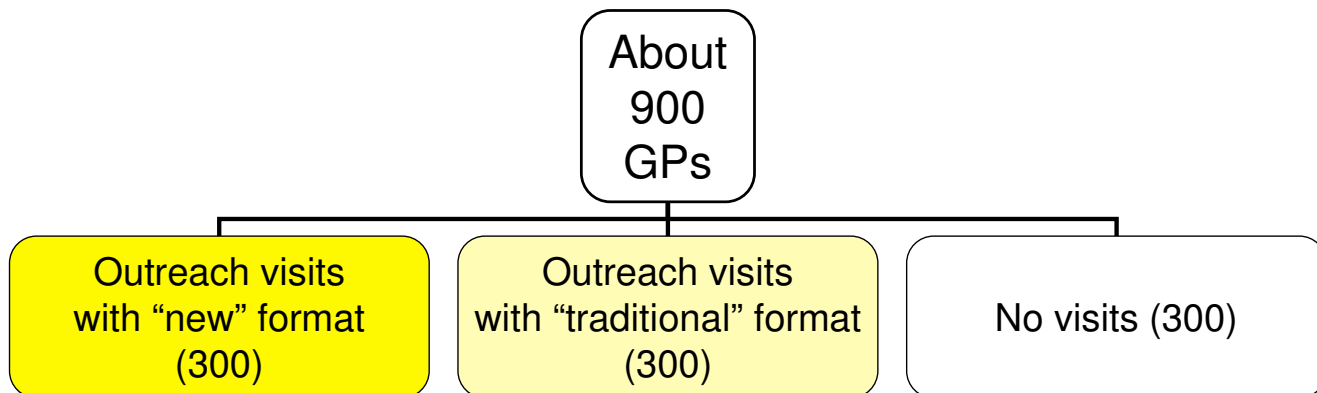 About
900
GPs
Outreach visits
with “new” format
(300)
Outreach visits
with “traditional” format
(300)
No visits (300)